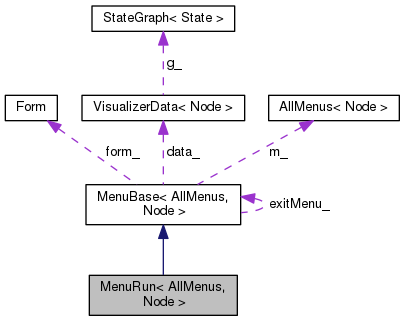 StateGraph< State >
g_
Form
VisualizerData< Node >
AllMenus< Node >
form_
data_
m_
MenuBase< AllMenus,
Node >
exitMenu_
MenuRun< AllMenus,
Node >